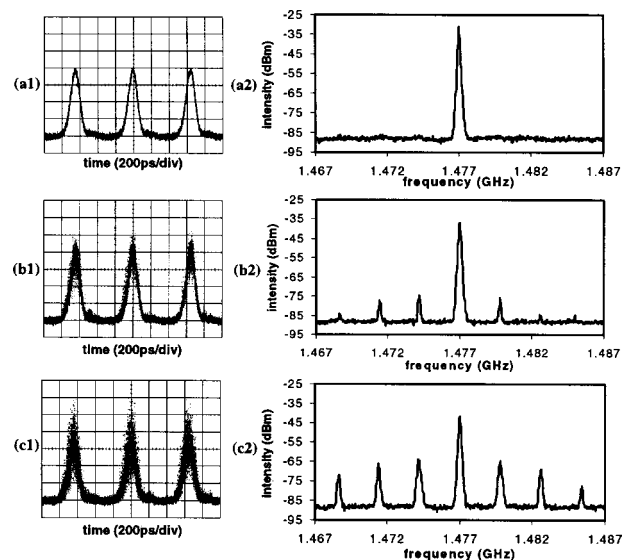 (a1)
time (200ps/div)
(a2)
intensity (dBm)
-25
-35
-45
-55
-65
-75
-85
-95
1.467 1.472 1.477 1.482 1.487
frequency (GHz)
(b1)
time (200ps/div)
(b2)
intensity (dBm)
-25
-35
-45
-55
-65
-75
-85
-95
1.467 1.472 1.477 1.482 1.487
frequency (GHz)
(c1)
time (200ps/div)
(c2)
intensity (dBm)
-25
-35
-45
-55
-65
-75
-85
-95
1.467 1.472 1.477 1.482 1.487
frequency (GHz)